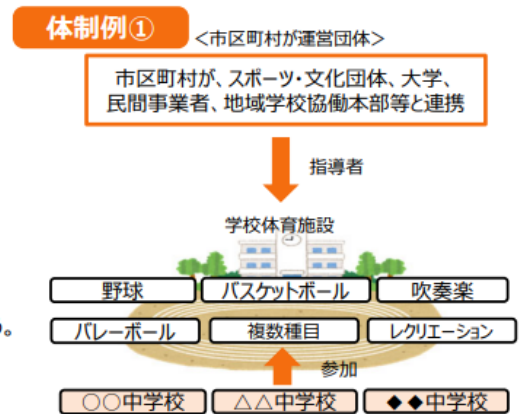 体制例①
<市区町村が運営団体>
市区町村が、スポーツ・文化団体、大学、
民間事業者、地域学校協働本部等と連携
指導者
学校体育施設
野球
バスケットボール
吹奏楽
。
バレーボール
複数種目
レクリエーション
参加
○○中学校
△△中学校
◆◆中学校